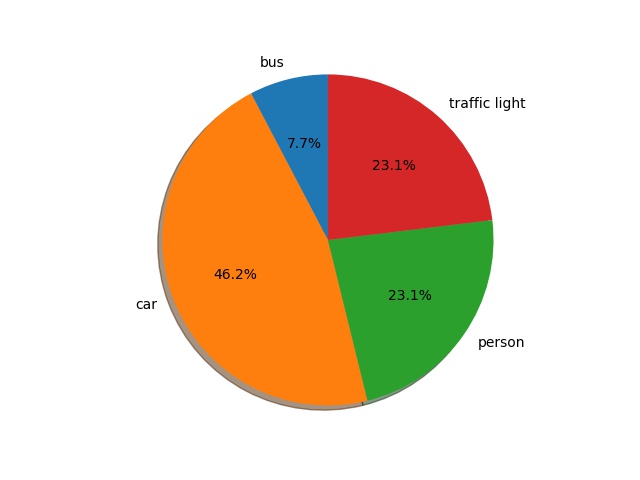 bus
traffic light
7.7%
23.1%
46.2%
23.1%
car
person